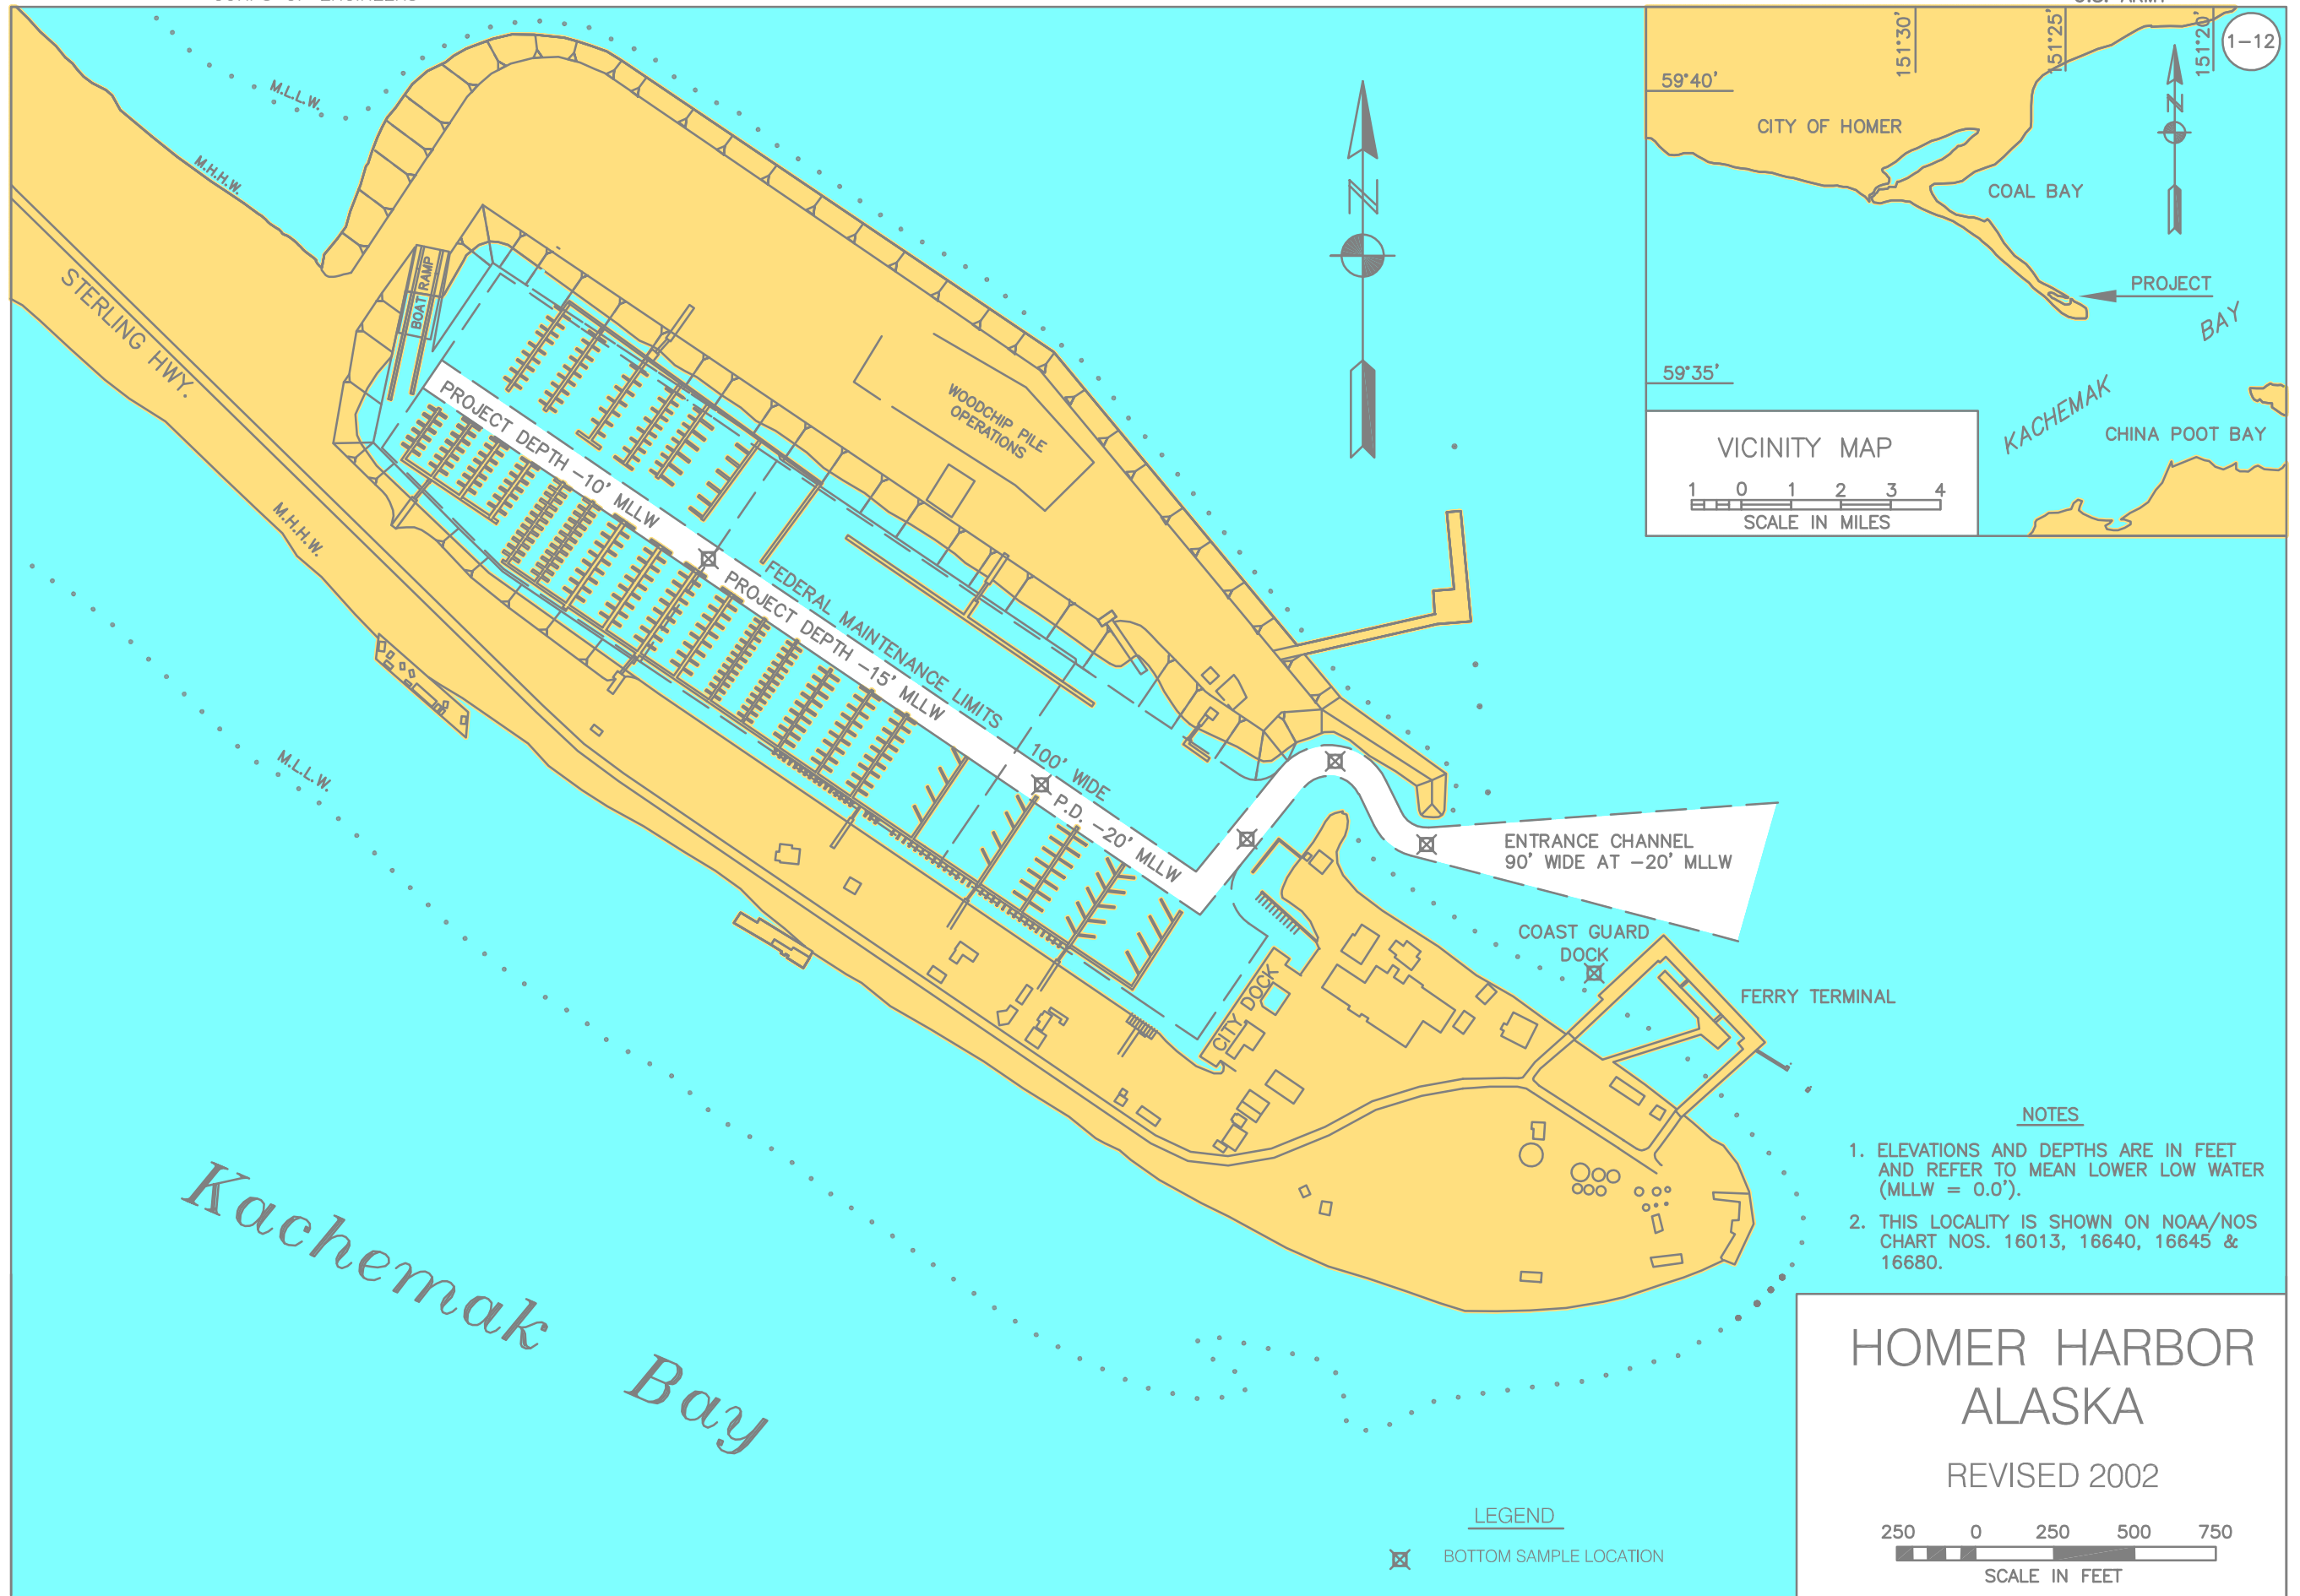 1-12
151°30'
151°25'
151°20'
59°40'
CITY OF HOMER
N
COAL BAY
PROJECT
BAY
KACHEMAK
59°35'
CHINA POOT BAY
VICINITY MAP
1 0 1 2 3 4
SCALE IN MILES
M.L.L.W.
M.H.H.W.
N
STERLING HWY.
BOAT RAMP
WOODCHIP PILE
OPERATIONS
PROJECT DEPTH -10' MLLW
M.H.H.W.
FEDERAL MAINTENANCE LIMITS
PROJECT DEPTH -15' MLLW
M.L.L.W.
100' WIDE
P.D. -20' MLLW
ENTRANCE CHANNEL
90' WIDE AT -20' MLLW
COAST GUARD
DOCK
CITY DOCK
FERRY TERMINAL
NOTES
1. ELEVATIONS AND DEPTHS ARE IN FEET
AND REFER TO MEAN LOWER LOW WATER
(MLLW = 0.0').
2. THIS LOCALITY IS SHOWN ON NOAA/NOS
CHART NOS. 16013, 16640, 16645 &
16680.
Kachemak Bay
HOMER HARBOR
ALASKA
REVISED 2002
250 0 250 500 750
SCALE IN FEET
LEGEND
BOTTOM SAMPLE LOCATION